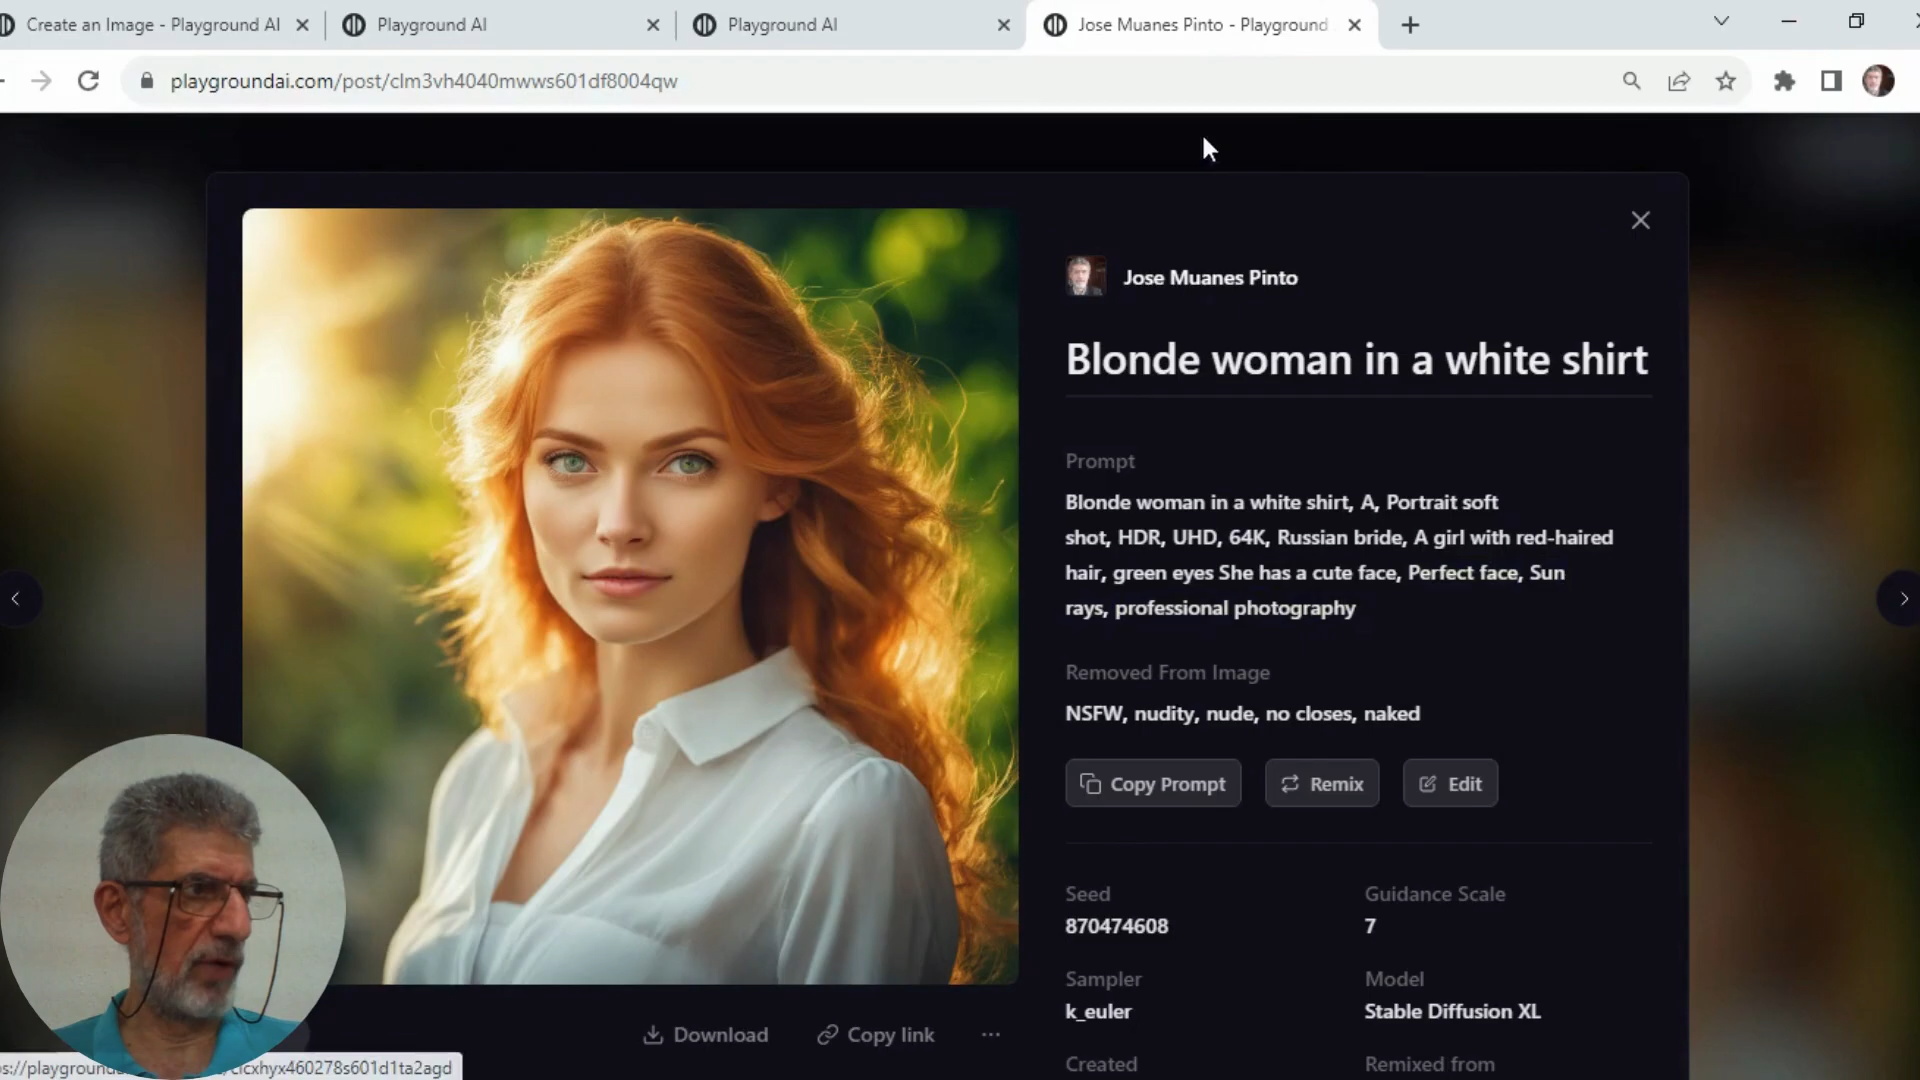 Create an Image - Playground AI
Playground AI
Playground AI
Jose Muanes Pinto - Playground
playgroundai.com/post/clm3vh4040mwws601df8004qw
Jose Muanes Pinto
Blonde woman in a white shirt
Prompt
Blonde woman in a white shirt, A, Portrait soft
shot, HDR, UHD, 64K, Russian bride, A girl with red-haired
hair, green eyes She has a cute face, Perfect face, Sun
rays, professional photography
Removed From Image
NSFW, nudity, nude, no closes, naked
Copy Prompt
Remix
Edit
Seed
Guidance Scale
870474608
7
Sampler
Model
k_euler
Stable Diffusion XL
Download
Copy link
Created
Remixed from